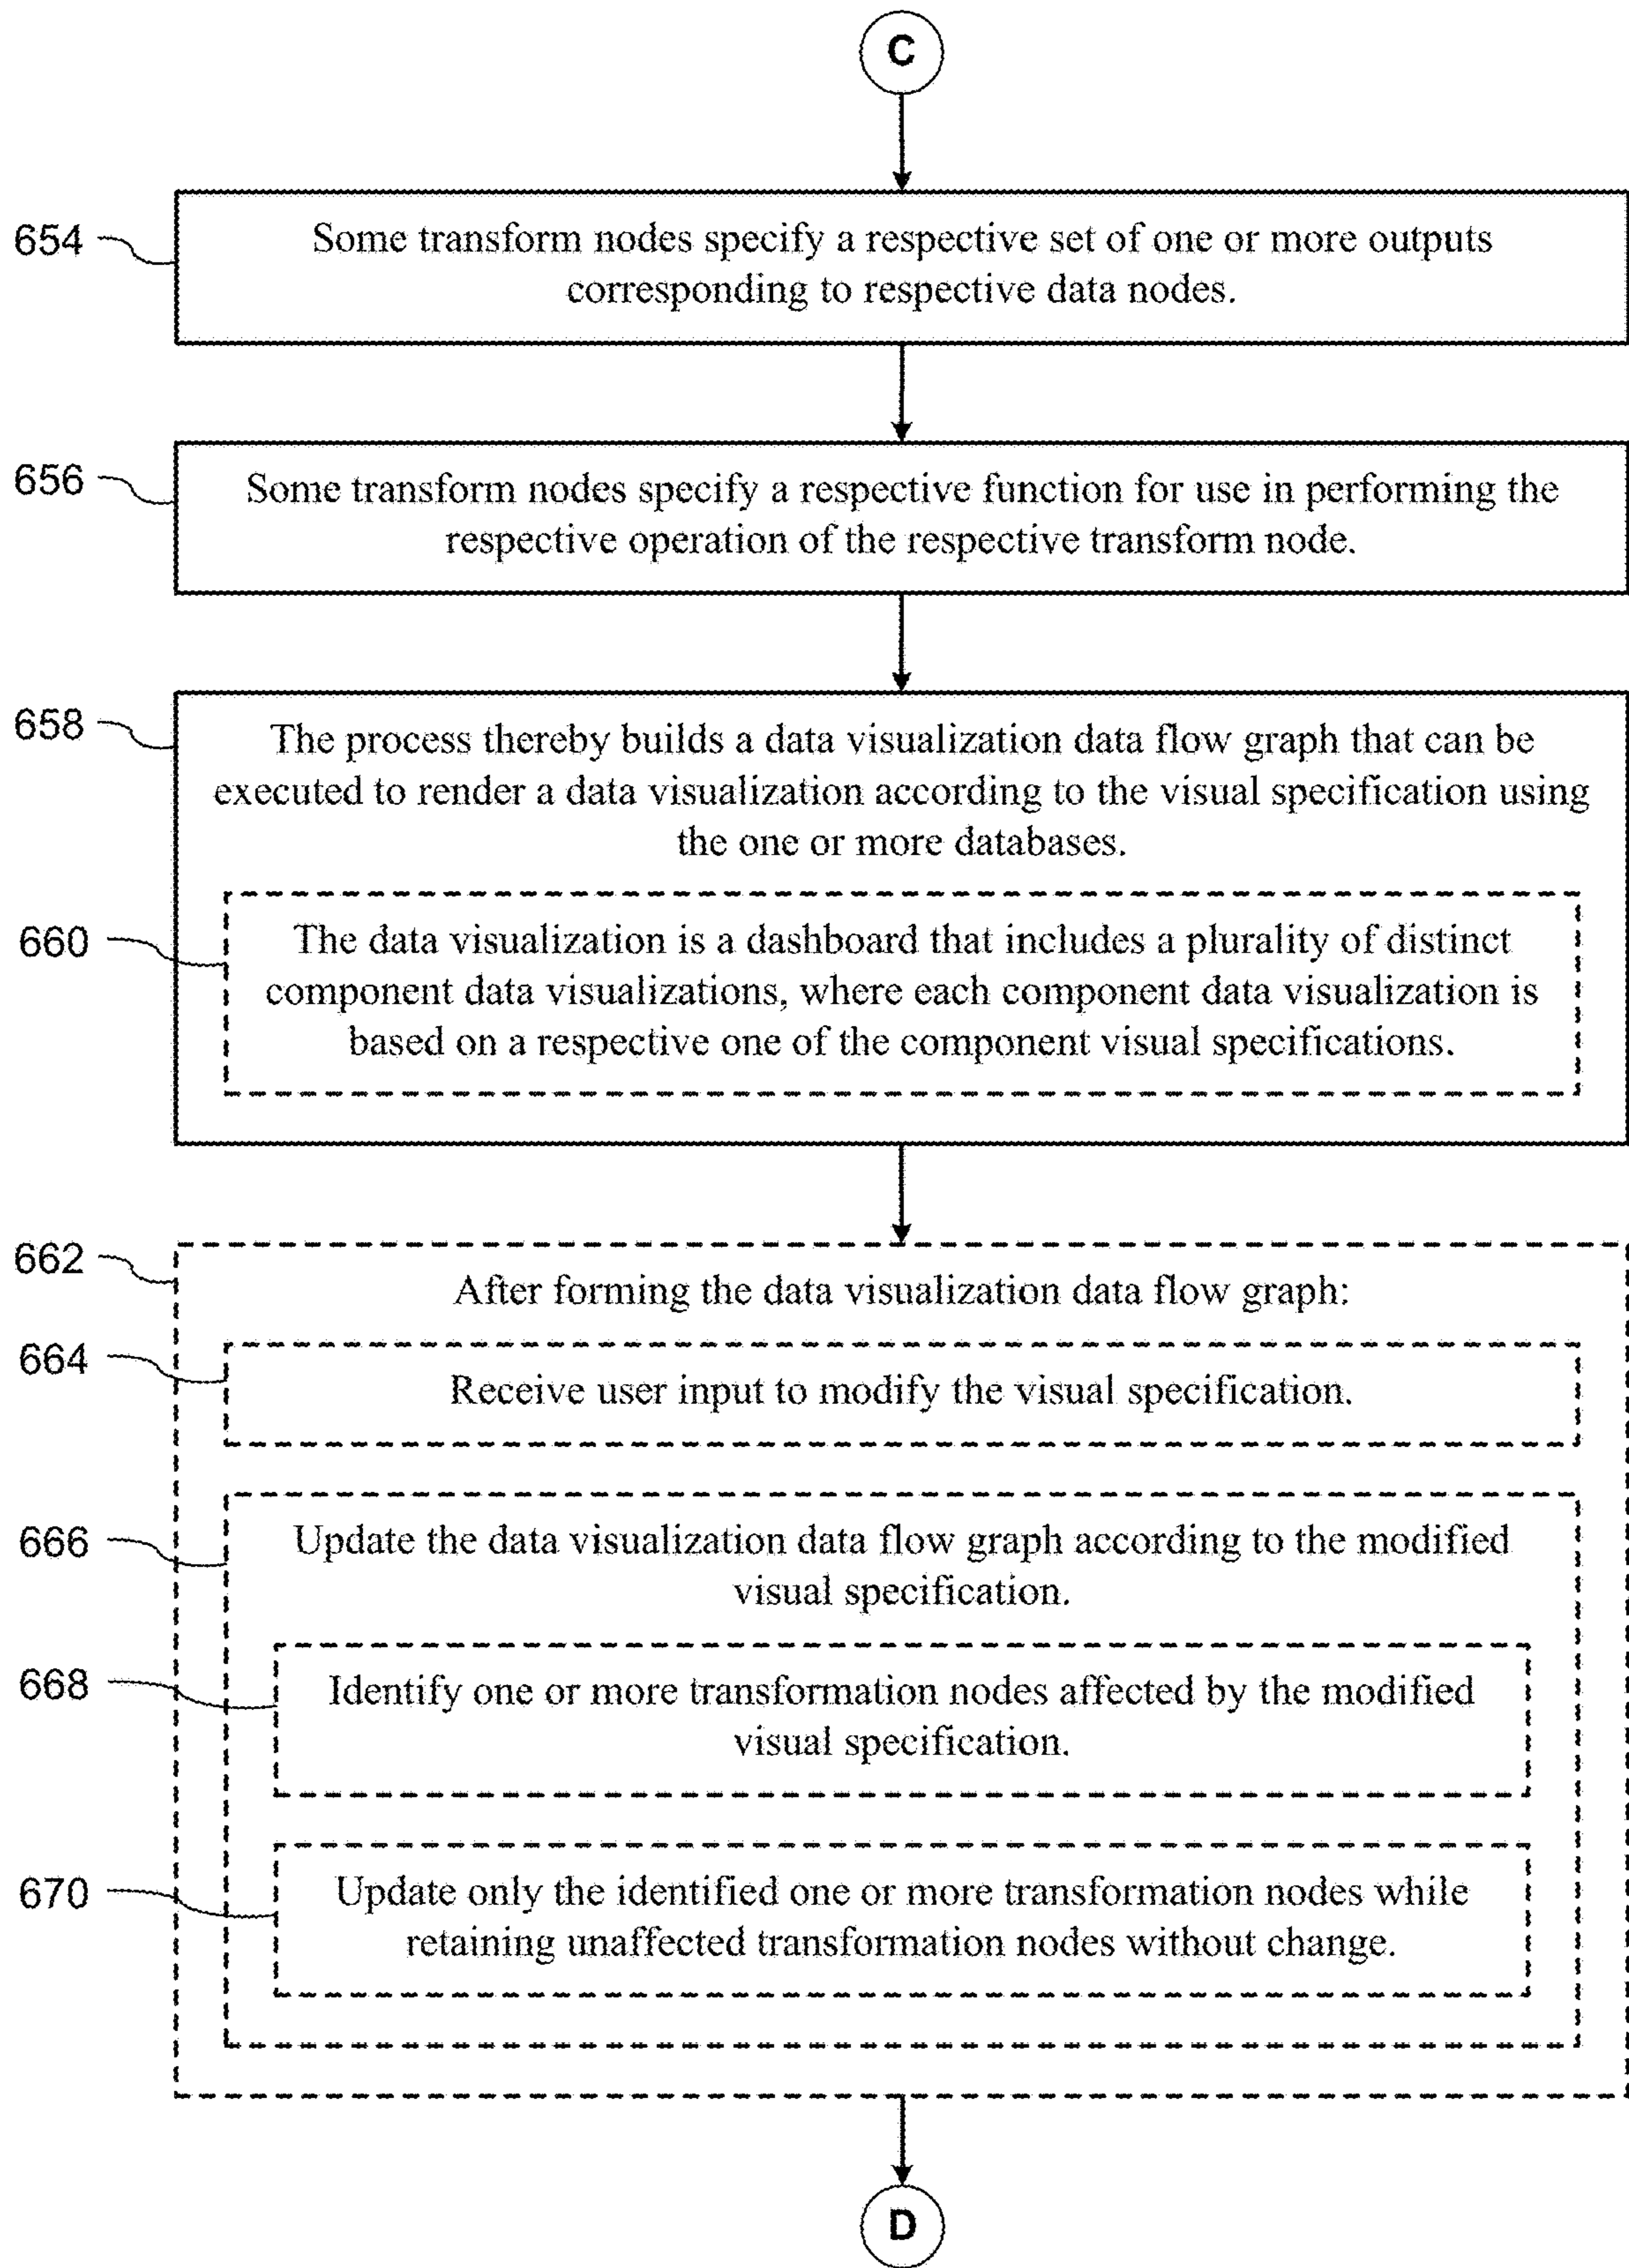 C
654
Some transform nodes specify a respective set of one or more outputs
corresponding to respective data nodes.
656
Some transform nodes specify a respective function for use in performing the
respective operation of the respective transform node.
658
The process thereby builds a data visualization data flow graph that can be
executed to render a data visualization according to the visual specification using
the one or more databases.
660
The data visualization is a dashboard that includes a plurality of distinct
component data visualizations, where each component data visualization is
based on a respective one of the component visual specifications.
662
After forming the data visualization data flow graph:
664
Receive user input to modify the visual specification.
666
Update the data visualization data flow graph according to the modified
visual specification.
668
Identify one or more transformation nodes affected by the modified
visual specification.
670
Update only the identified one or more transformation nodes while
retaining unaffected transformation nodes without change.
D